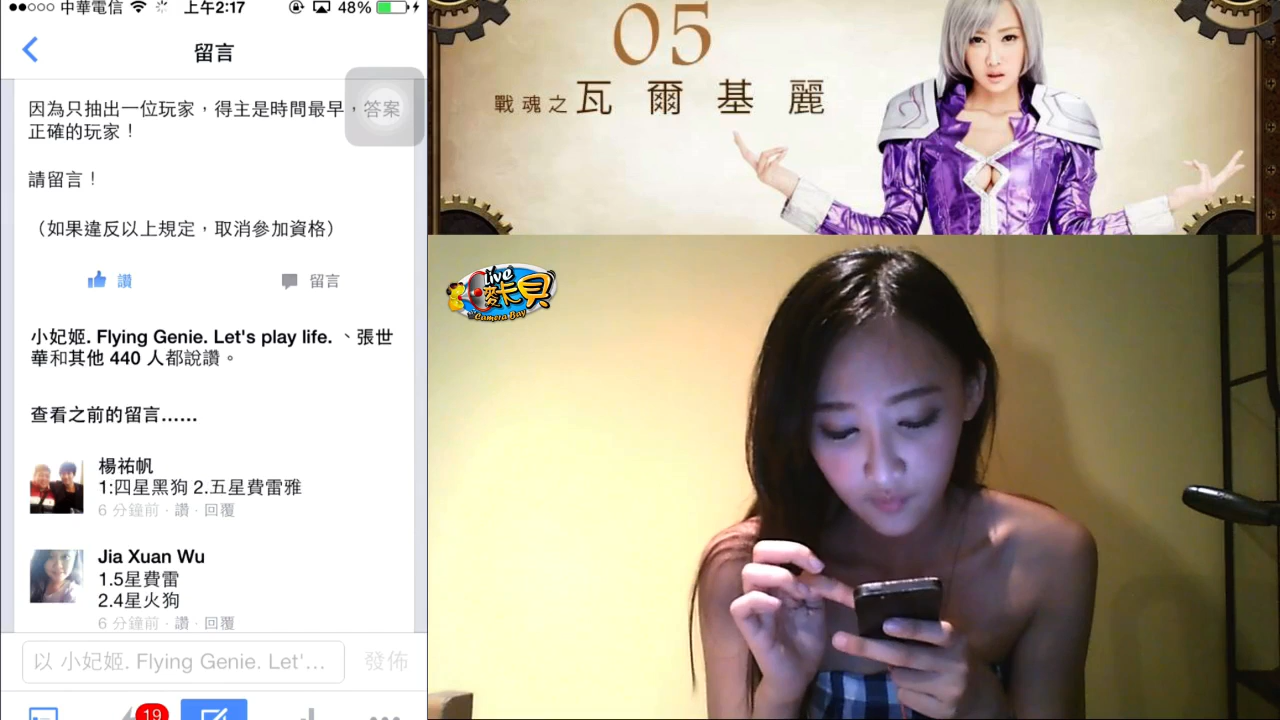 中華電信 上午2:17 48%
留言
因為只抽出一位玩家，得主是時間最早，答案
正確的玩家！
請留言！
（如果違反以上規定，取消參加資格）
讚 留言
小妃姬. Flying Genie. Let's play life. 、張世
華和其他 440 人都說讚。
查看之前的留言......
楊祐帆
1:四星黑狗 2.五星費雷雅
6 分鐘前 · 讚 · 回覆
Jia Xuan Wu
1.5星費雷
2.4星火狗
6 分鐘前 · 讚 · 回覆
以 小妃姬. Flying Genie. Let'... 發佈
19
05
戰魂之瓦爾基麗
live
麥卡貝
Camera Bay